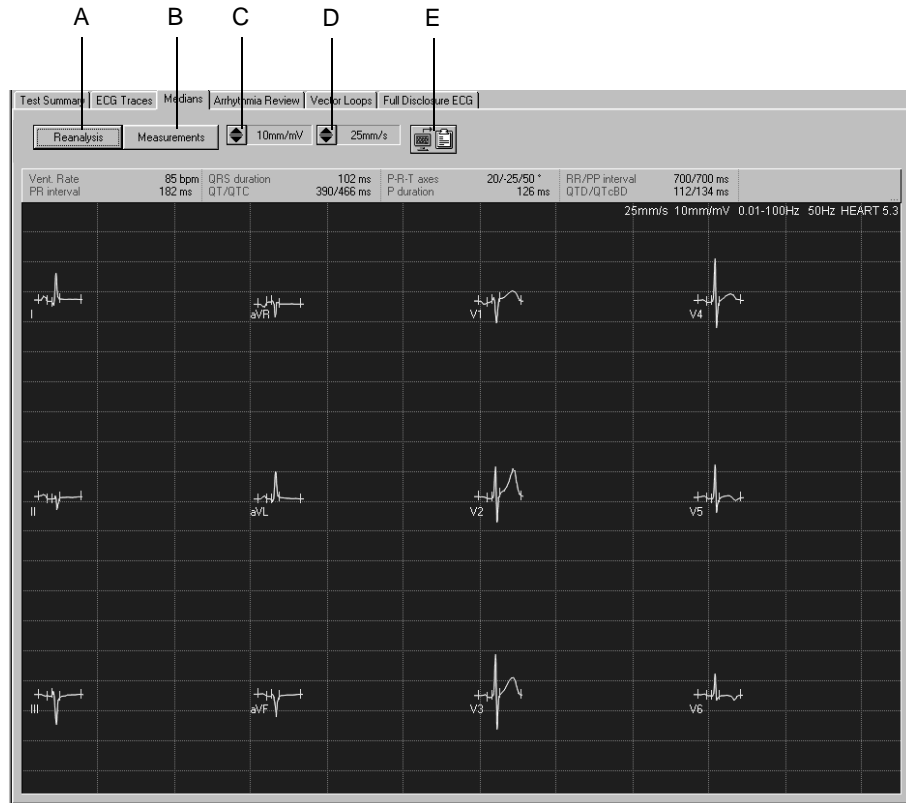 A B C D E
Test Summary ECG Traces Medians Arrhythmia Review Vector Loops Full Disclosure ECG
Reanalysis Measurements 10mm/mV 25mm/s
Vent. Rate 85 bpm QRS duration 102 ms P-R-T axes 20/-25/50 ° RR/PP interval 700/700 ms
PR interval 182 ms QT/QTC 390/466 ms P duration 126 ms QTD/QTcBD 112/134 ms ...
25mm/s 10mm/mV 0.01-100Hz 50Hz HEART 5.3
I aVR V1 V4
II aVL V2 V5
III aVF V3 V6